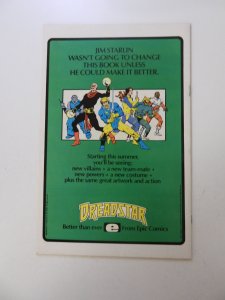 JIM STARLIN
WASN'T GOING TO CHANGE
THIS BOOK UNLESS
HE COULD MAKE IT BETTER.
Starting this summer,
you'll be seeing:
new villains • a new team-mate •
new powers • a new costume •
plus the same great artwork and action
DREADSTAR
Better than ever From Epic Comics